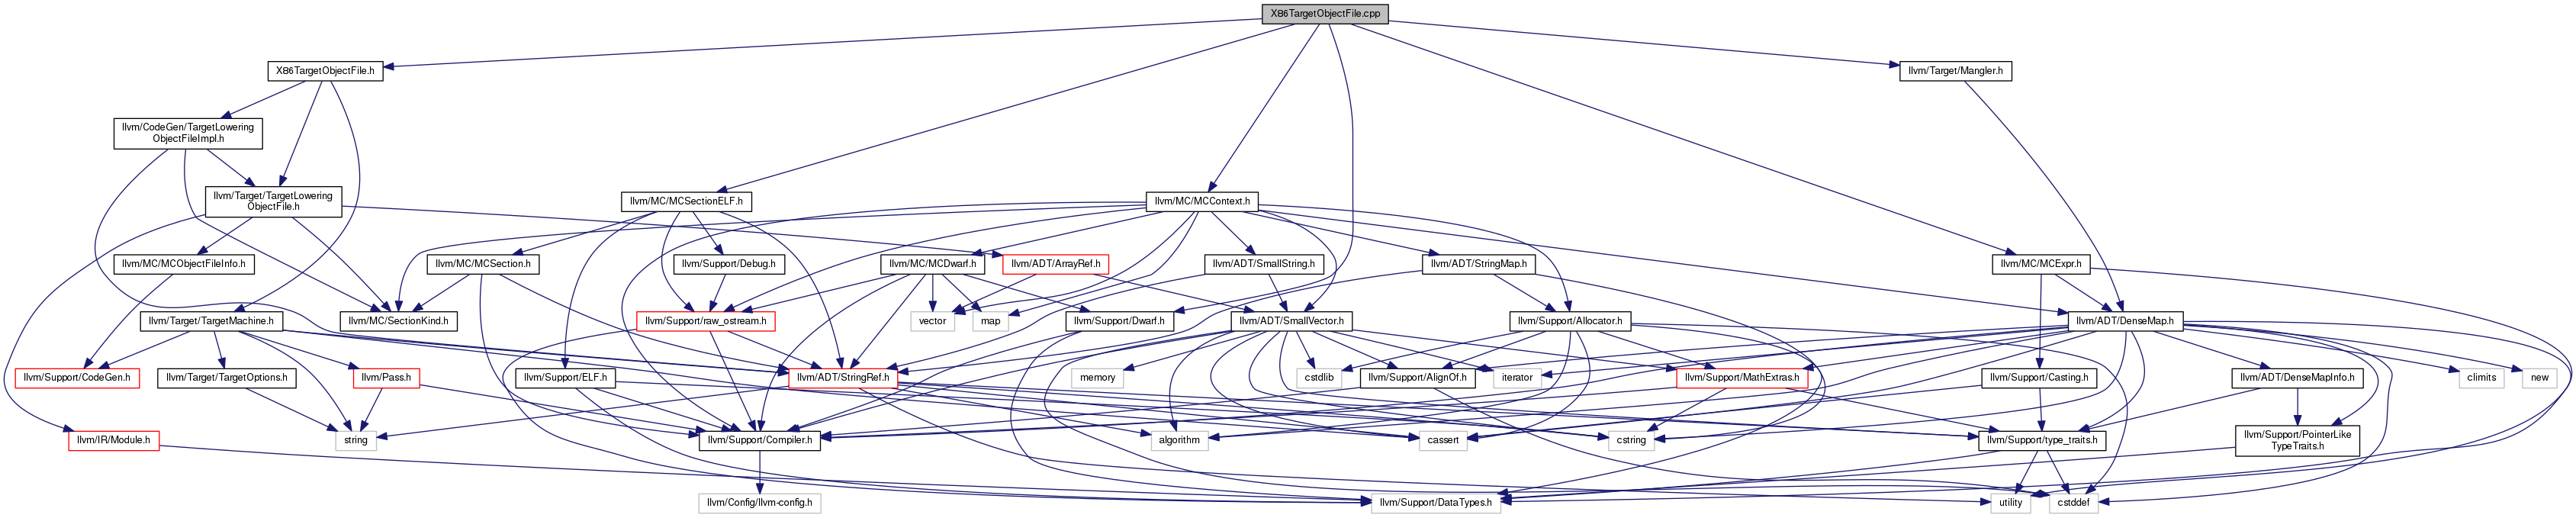 X86TargetObjectFile.cpp
X86TargetObjectFile.h
llvm/Target/Mangler.h
llvm/CodeGen/TargetLowering
ObjectFileImpl.h
llvm/Target/TargetLowering
ObjectFile.h
llvm/MC/MCSectionELF.h
llvm/MC/MCContext.h
llvm/MC/MCObjectFileInfo.h
llvm/MC/MCSection.h
llvm/Support/Debug.h
llvm/MC/MCDwarf.h
llvm/ADT/ArrayRef.h
llvm/ADT/SmallString.h
llvm/ADT/StringMap.h
llvm/MC/MCExpr.h
llvm/Target/TargetMachine.h
llvm/MC/SectionKind.h
llvm/Support/raw_ostream.h
vector
map
llvm/Support/Dwarf.h
llvm/ADT/SmallVector.h
llvm/Support/Allocator.h
llvm/ADT/DenseMap.h
llvm/Support/CodeGen.h
llvm/Target/TargetOptions.h
llvm/Pass.h
llvm/Support/ELF.h
llvm/ADT/StringRef.h
memory
cstdlib
llvm/Support/AlignOf.h
iterator
llvm/Support/MathExtras.h
llvm/Support/Casting.h
llvm/ADT/DenseMapInfo.h
climits
new
llvm/IR/Module.h
string
llvm/Support/Compiler.h
algorithm
cassert
cstring
llvm/Support/type_traits.h
llvm/Support/PointerLike
TypeTraits.h
llvm/Config/llvm-config.h
llvm/Support/DataTypes.h
utility
cstddef